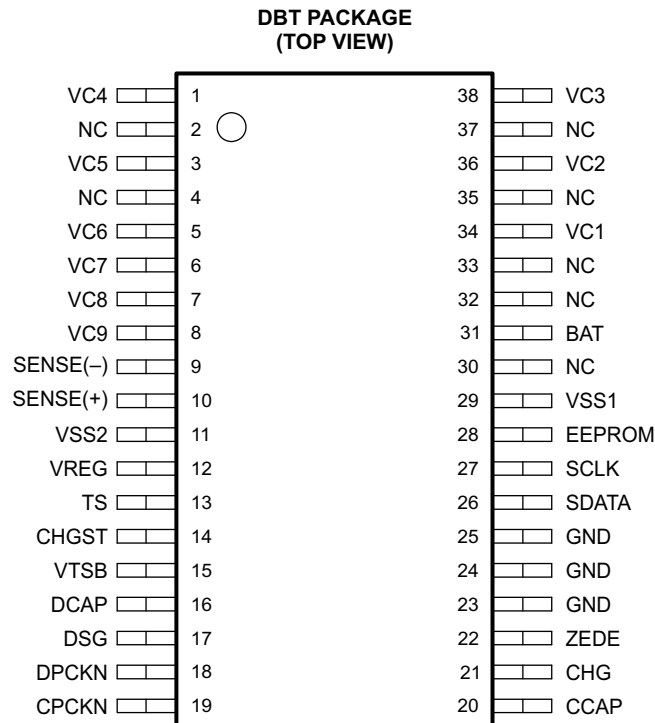 DBT PACKAGE
(TOP VIEW)
VC4 1 38 VC3
NC 2 37 NC
VC5 3 36 VC2
NC 4 35 NC
VC6 5 34 VC1
VC7 6 33 NC
VC8 7 32 NC
VC9 8 31 BAT
SENSE(–) 9 30 NC
SENSE(+) 10 29 VSS1
VSS2 11 28 EEPROM
VREG 12 27 SCLK
TS 13 26 SDATA
CHGST 14 25 GND
VTSB 15 24 GND
DCAP 16 23 GND
DSG 17 22 ZEDE
DPCKN 18 21 CHG
CPCKN 19 20 CCAP